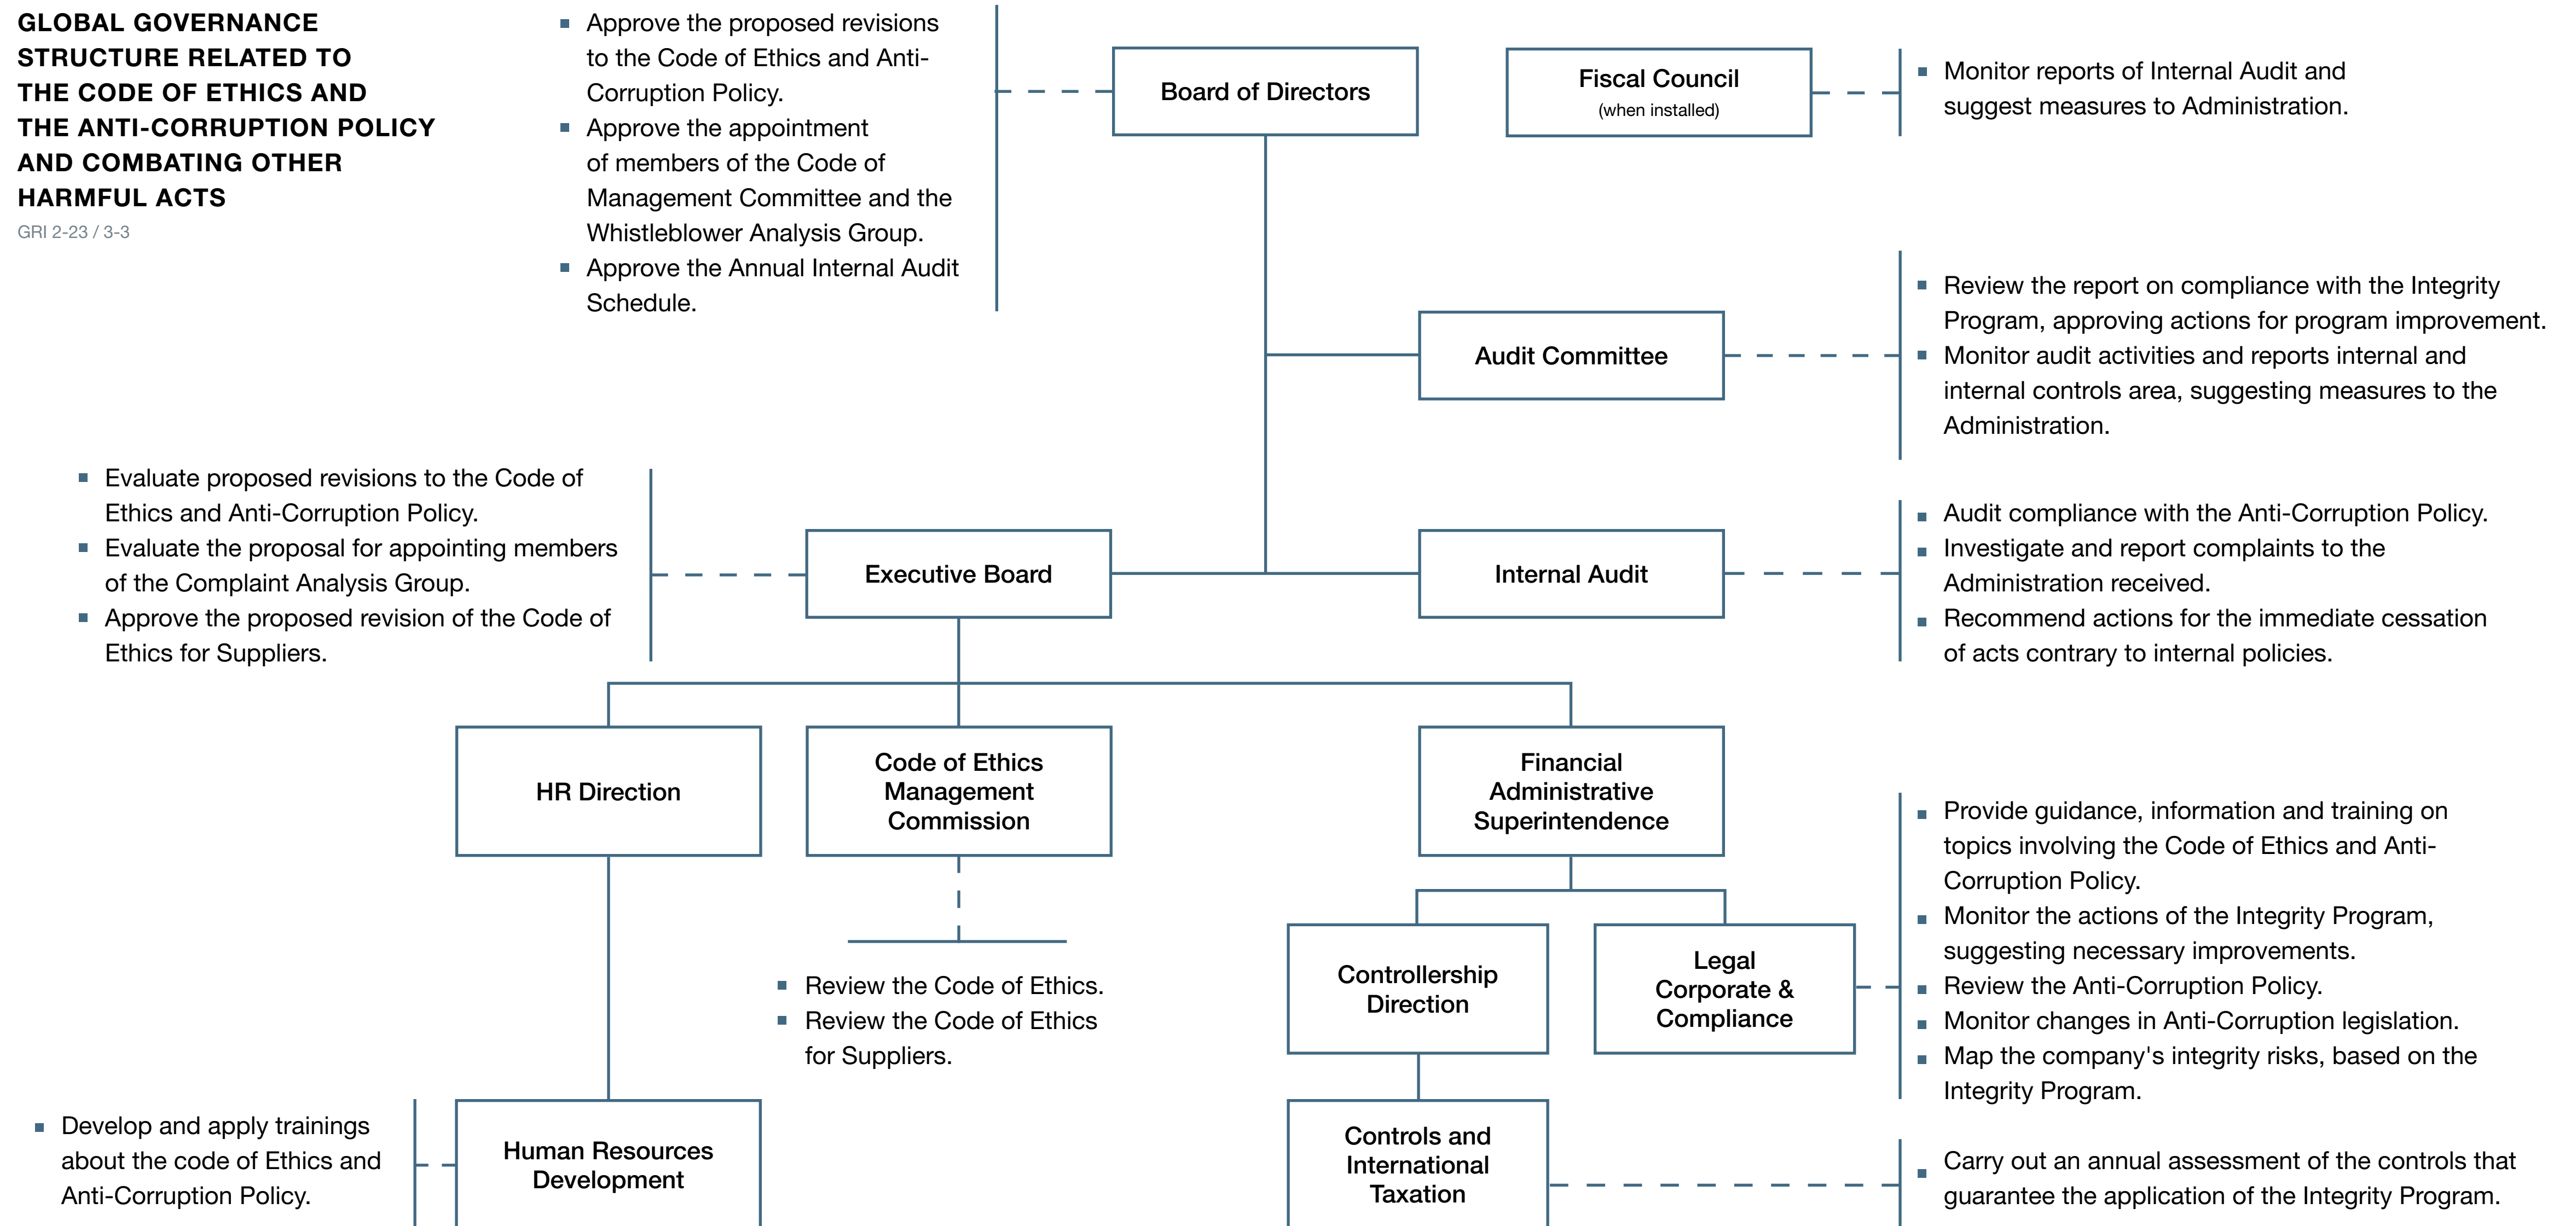 GLOBAL GOVERNANCE
STRUCTURE RELATED TO
THE CODE OF ETHICS AND
THE ANTI-CORRUPTION POLICY
AND COMBATING OTHER
HARMFUL ACTS
GRI 2-23 / 3-3
Approve the proposed revisions
to the Code of Ethics and Anti-
Corruption Policy.
Approve the appointment
of members of the Code of
Management Committee and the
Whistleblower Analysis Group.
Approve the Annual Internal Audit
Schedule.
Board of Directors
Fiscal Council
(when installed)
Monitor reports of Internal Audit and
suggest measures to Administration.
Audit Committee
Review the report on compliance with the Integrity
Program, approving actions for program improvement.
Monitor audit activities and reports internal and
internal controls area, suggesting measures to the
Administration.
Evaluate proposed revisions to the Code of
Ethics and Anti-Corruption Policy.
Evaluate the proposal for appointing members
of the Complaint Analysis Group.
Approve the proposed revision of the Code of
Ethics for Suppliers.
Executive Board
Internal Audit
Audit compliance with the Anti-Corruption Policy.
Investigate and report complaints to the
Administration received.
Recommend actions for the immediate cessation
of acts contrary to internal policies.
HR Direction
Code of Ethics
Management
Commission
Financial
Administrative
Superintendence
Review the Code of Ethics.
Review the Code of Ethics
for Suppliers.
Controllership
Direction
Legal
Corporate &
Compliance
Provide guidance, information and training on
topics involving the Code of Ethics and Anti-
Corruption Policy.
Monitor the actions of the Integrity Program,
suggesting necessary improvements.
Review the Anti-Corruption Policy.
Monitor changes in Anti-Corruption legislation.
Map the company's integrity risks, based on the
Integrity Program.
Develop and apply trainings
about the code of Ethics and
Anti-Corruption Policy.
Human Resources
Development
Controls and
International
Taxation
Carry out an annual assessment of the controls that
guarantee the application of the Integrity Program.